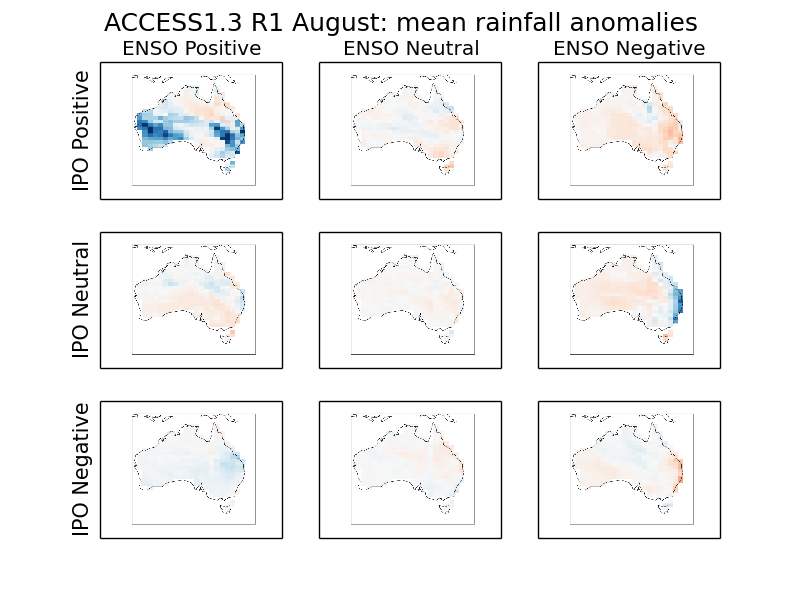 ACCESS1.3 R1 August: mean rainfall anomalies
ENSO Positive
ENSO Neutral
ENSO Negative
IPO Positive
IPO Neutral
IPO Negative